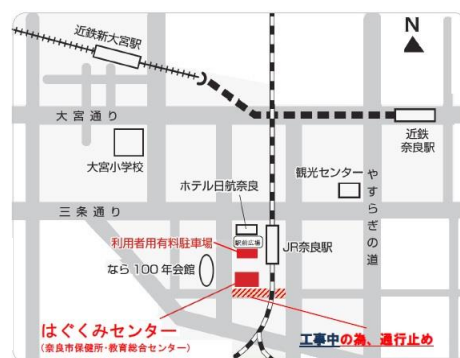 近鉄新大宮駅
N
大宮通り
近鉄
奈良駅
大宮小学校
観光センター
やすらぎの道
ホテル日航奈良
三条通り
駅前広場
利用者用有料駐車場
JR奈良駅
なら100年会館
はぐくみセンター
(奈良市保健所・教育総合センター)
工事中の為、通行止め